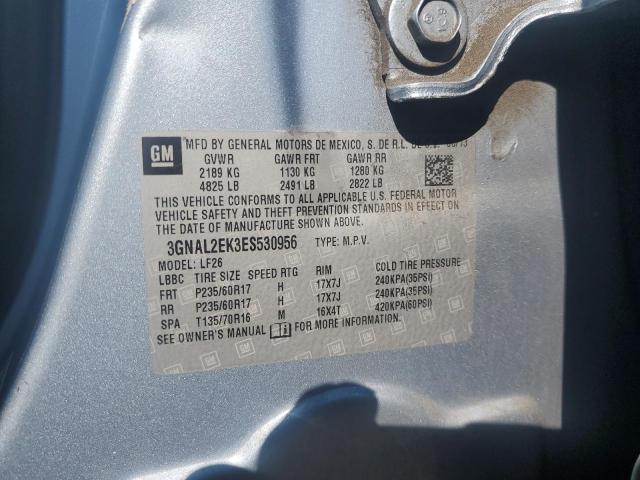 GM
MFD BY GENERAL MOTORS DE MEXICO, S. DE R.L. DE C.V.
GVWR GAWR FRT GAWR RR
2189 KG 1130 KG 1280 KG
4825 LB 2491 LB 2822 LB
THIS VEHICLE CONFORMS TO ALL APPLICABLE U.S. FEDERAL MOTOR
VEHICLE SAFETY AND THEFT PREVENTION STANDARDS IN EFFECT ON
THE DATE OF MANUFACTURE SHOWN ABOVE.
3GNAL2EK3ES530956 TYPE: M.P.V.
MODEL: LF26
LBBC TIRE SIZE SPEED RTG RIM COLD TIRE PRESSURE
FRT P235/60R17 H 17X7J 240KPA(35PSI)
RR P235/60R17 H 17X7J 240KPA(35PSI)
SPA T135/70R16 M 16X4T 420KPA(60PSI)
SEE OWNER'S MANUAL FOR MORE INFORMATION.